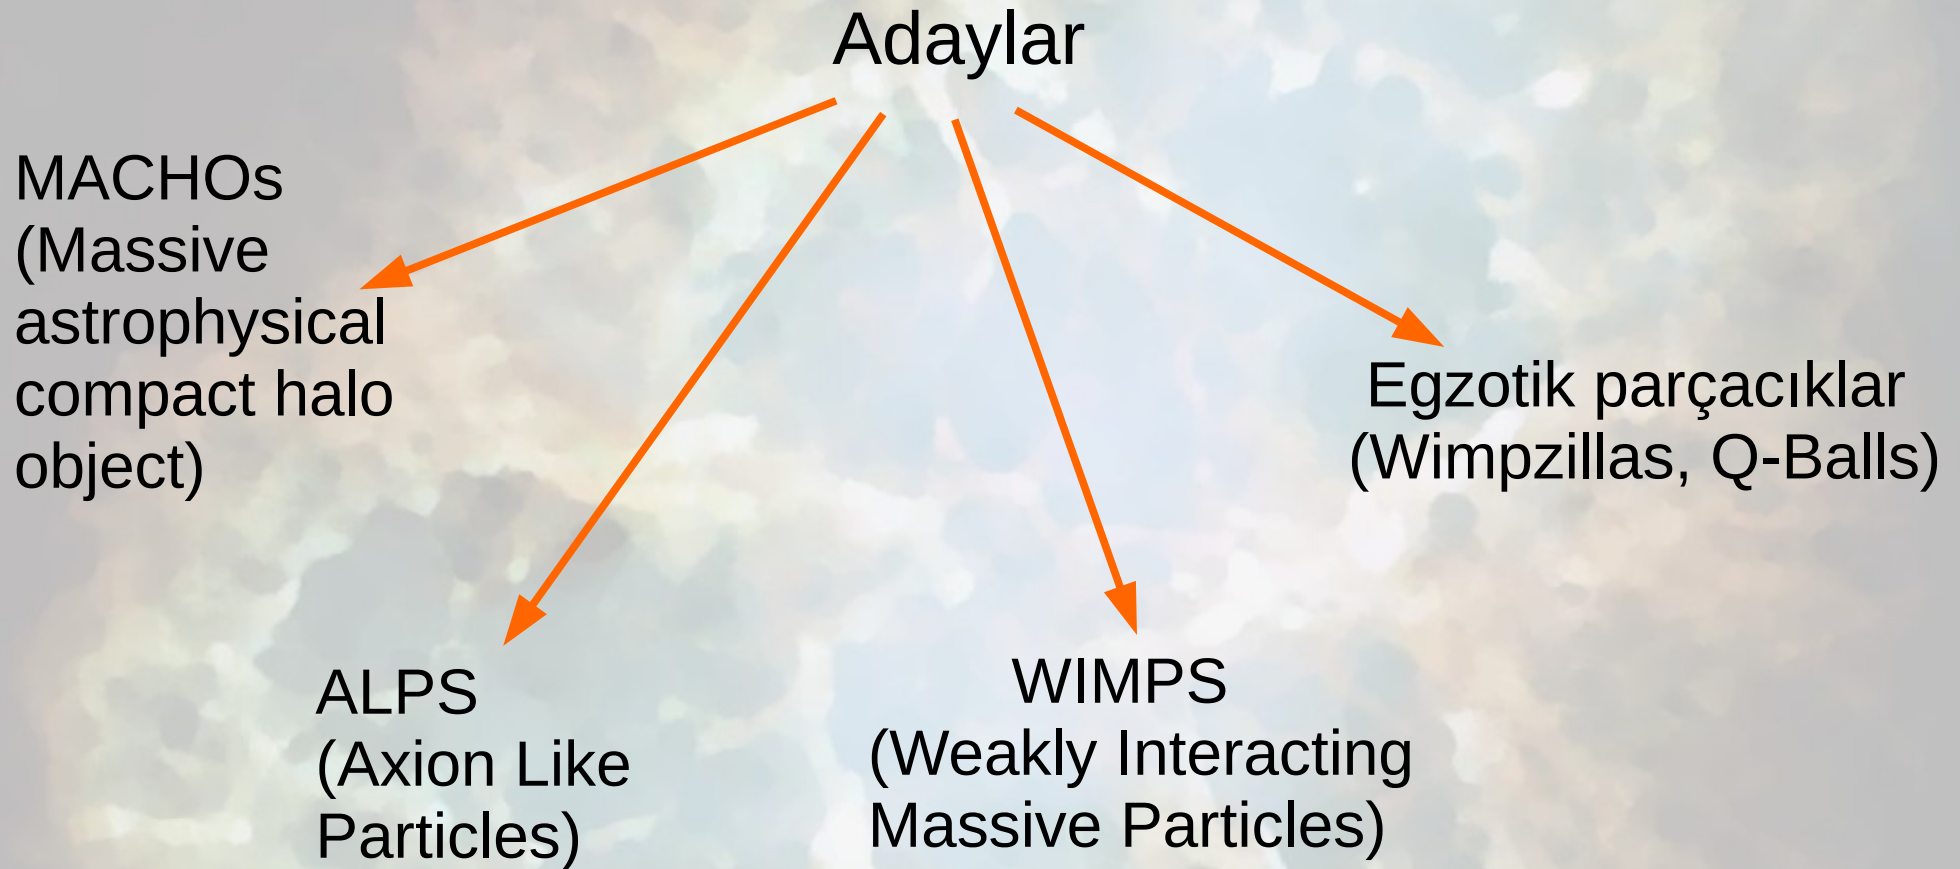 Adaylar
MACHOs
(Massive
astrophysical
compact halo
object)
Egzotik parçacıklar
(Wimpzillas, Q-Balls)
ALPS
(Axion Like
Particles)
WIMPS
(Weakly Interacting
Massive Particles)